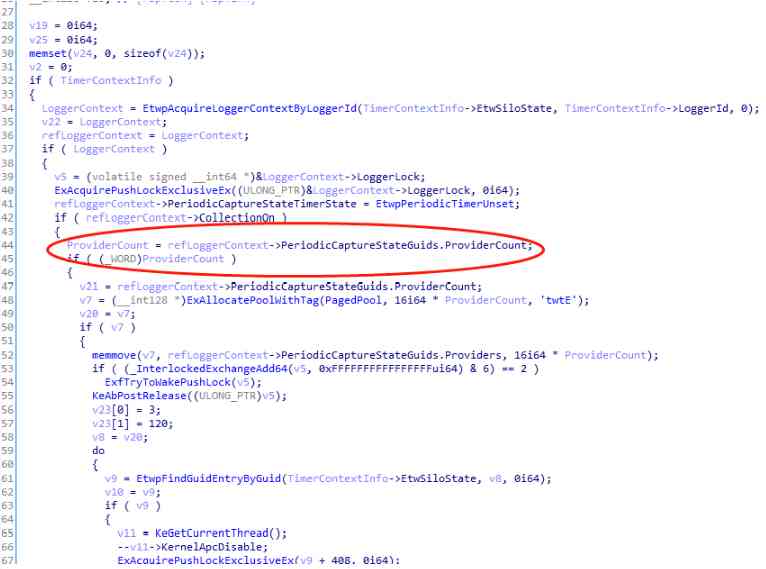 27
28 v19 = 0i64;
29 v25 = 0i64;
30 memset(v24, 0, sizeof(v24));
31 v2 = 0;
32 if ( TimerContextInfo )
33 {
34 LoggerContext = EtwpAcquireLoggerContextByLoggerId(TimerContextInfo->EtwSiloState, TimerContextInfo->LoggerId, 0);
35 v22 = LoggerContext;
36 refLoggerContext = LoggerContext;
37 if ( LoggerContext )
38 {
39 v5 = (volatile signed __int64 *)&LoggerContext->LoggerLock;
40 ExAcquirePushLockExclusiveEx((ULONG_PTR)&LoggerContext->LoggerLock, 0i64);
41 refLoggerContext->PeriodicCaptureStateTimerState = EtwpPeriodicTimerUnset;
42 if ( refLoggerContext->CollectionOn )
43 {
44 ProviderCount = refLoggerContext->PeriodicCaptureStateGuids.ProviderCount;
45 if ( (_WORD)ProviderCount )
46 {
47 v21 = refLoggerContext->PeriodicCaptureStateGuids.ProviderCount;
48 v7 = (__int128 *)ExAllocatePoolWithTag(PagedPool, 16i64 * ProviderCount, 'twtE');
49 v20 = v7;
50 if ( v7 )
51 {
52 memmove(v7, refLoggerContext->PeriodicCaptureStateGuids.Providers, 16i64 * ProviderCount);
53 if ( (_InterlockedExchangeAdd64(v5, 0xFFFFFFFFFFFFFFFFui64) & 6) == 2 )
54 ExfTryToWakePushLock(v5);
55 KeAbPostRelease((ULONG_PTR)v5);
56 v23[0] = 3;
57 v23[1] = 120;
58 v8 = v20;
59 do
60 {
61 v9 = EtwpFindGuidEntryByGuid(TimerContextInfo->EtwSiloState, v8, 0i64);
62 v10 = v9;
63 if ( v9 )
64 {
65 v11 = KeGetCurrentThread();
66 --v11->KernelApcDisable;
67 ExAcquirePushLockExclusiveEx(v9 + 408, 0i64);